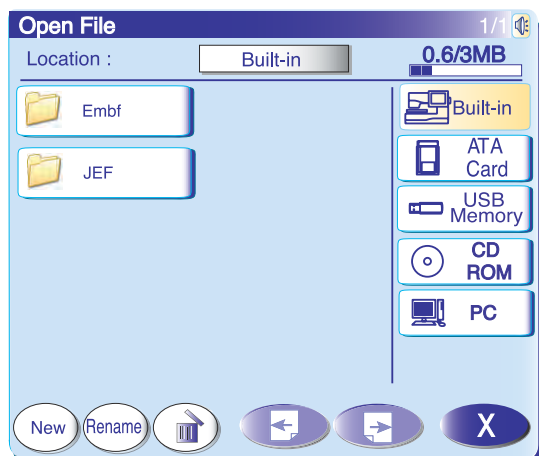 Open File 1/1
Location : Built-in 0.6/3MB
Embf
JEF
Built-in
ATA
Card
USB
Memory
CD
ROM
PC
New Rename X